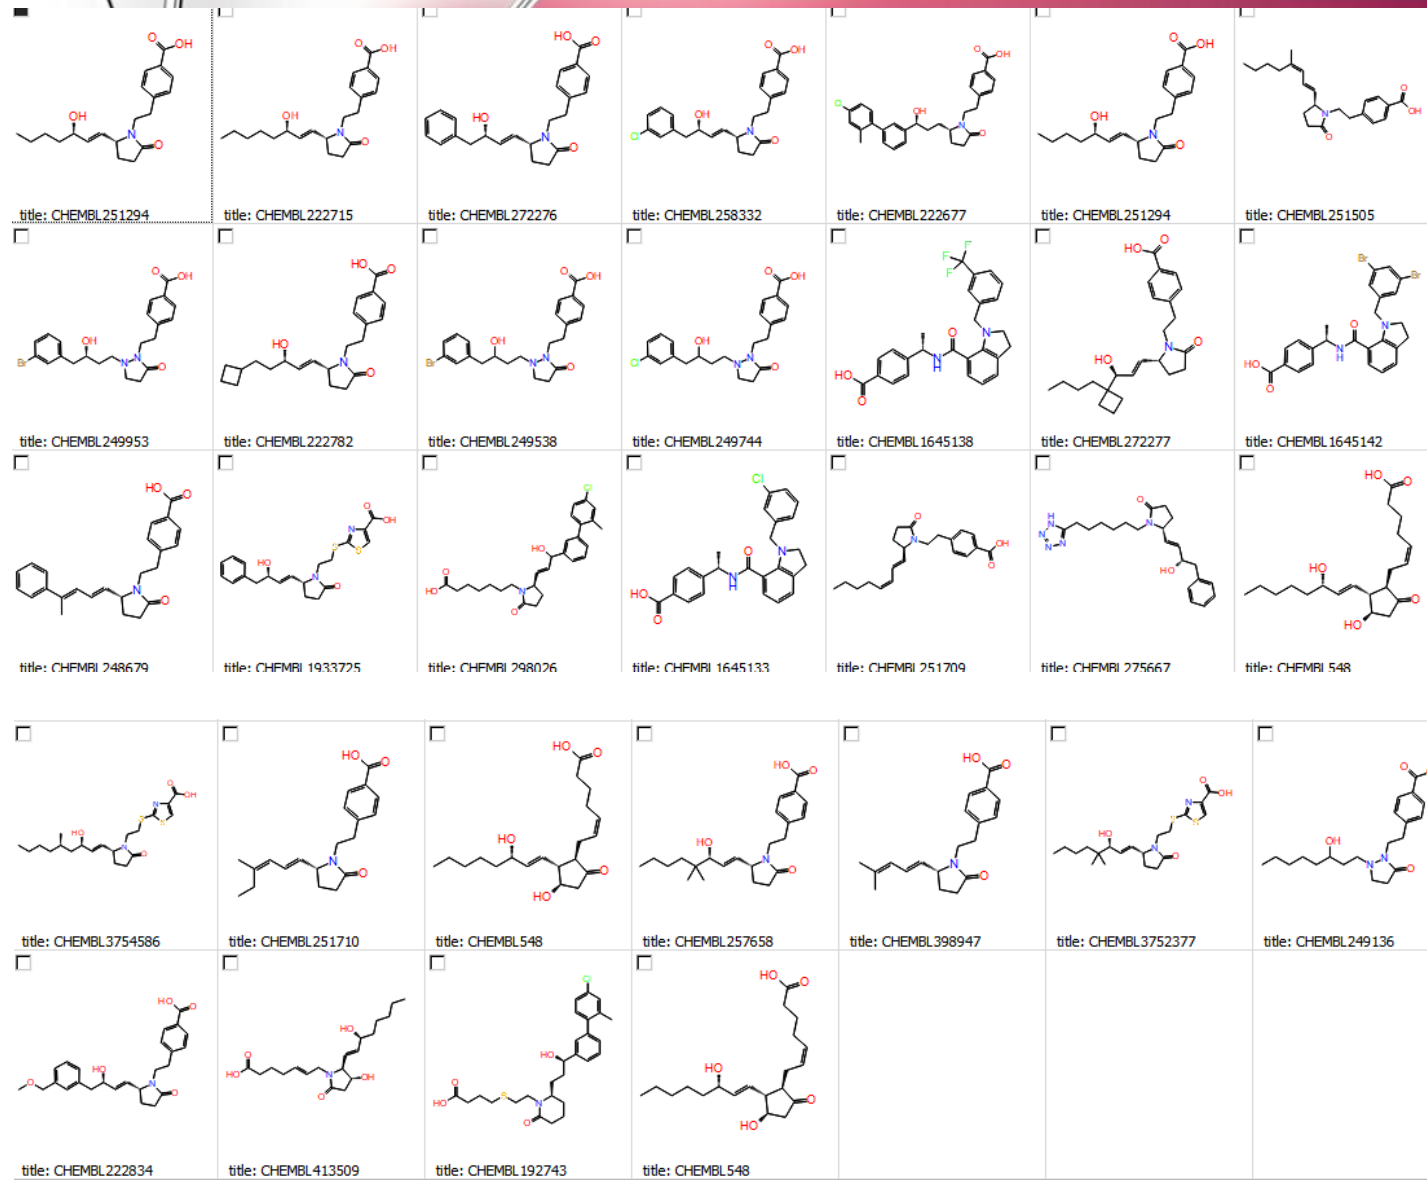 title: CHEMBL251294
title: CHEMBL222715
title: CHEMBL272276
title: CHEMBL258332
title: CHEMBL222677
title: CHEMBL251294
title: CHEMBL251505
title: CHEMBL249953
title: CHEMBL222782
title: CHEMBL249538
title: CHEMBL249744
title: CHEMBL1645138
title: CHEMBL272277
title: CHEMBL1645142
title: CHEMBL248679
title: CHEMBL1933725
title: CHEMBL298026
title: CHEMBL1645133
title: CHEMBL251709
title: CHEMBL275667
title: CHEMBL548
title: CHEMBL3754586
title: CHEMBL251710
title: CHEMBL548
title: CHEMBL257658
title: CHEMBL398947
title: CHEMBL3752377
title: CHEMBL249136
title: CHEMBL222834
title: CHEMBL413509
title: CHEMBL192743
title: CHEMBL548